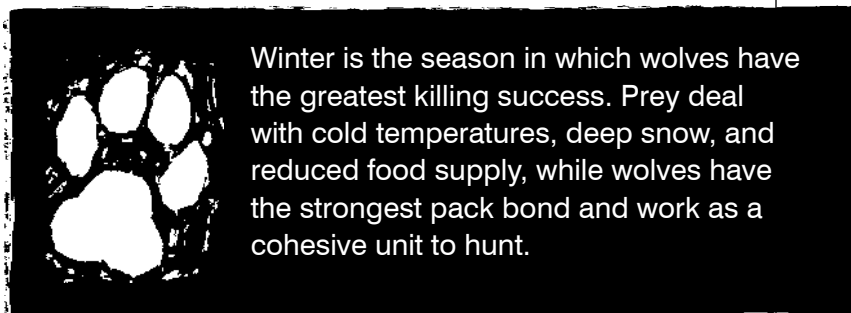 Winter is the season in which wolves have
the greatest killing success. Prey deal
with cold temperatures, deep snow, and
reduced food supply, while wolves have
the strongest pack bond and work as a
cohesive unit to hunt.